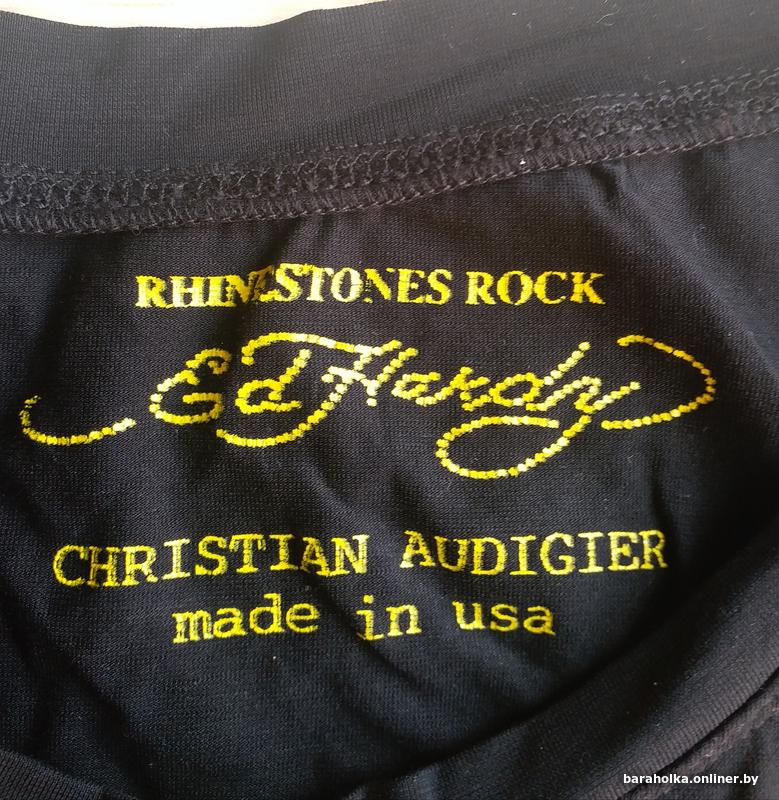 RHINESTONES ROCK
Ed Hardy
CHRISTIAN AUDIGIER
made in usa
baraholka.onliner.by